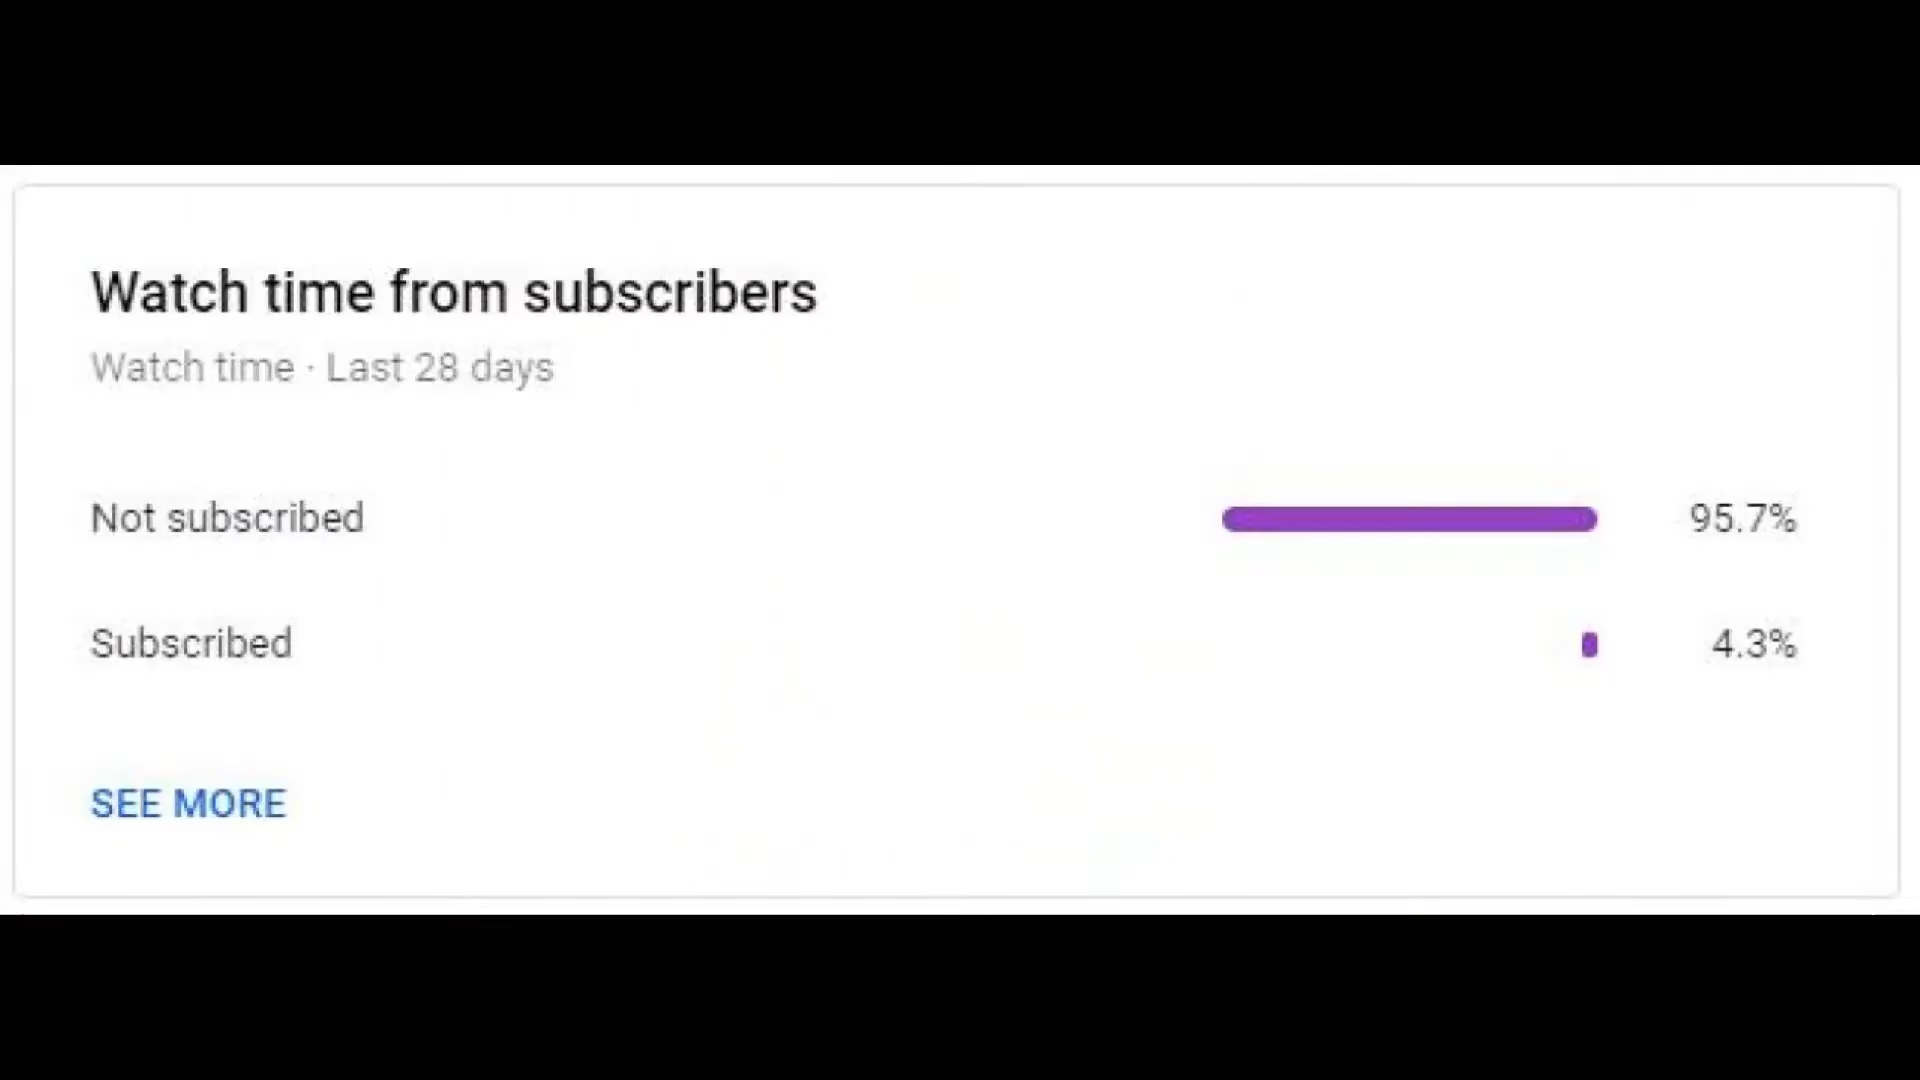 Watch time from subscribers
Watch time · Last 28 days
Not subscribed 95.7%
Subscribed 4.3%
SEE MORE